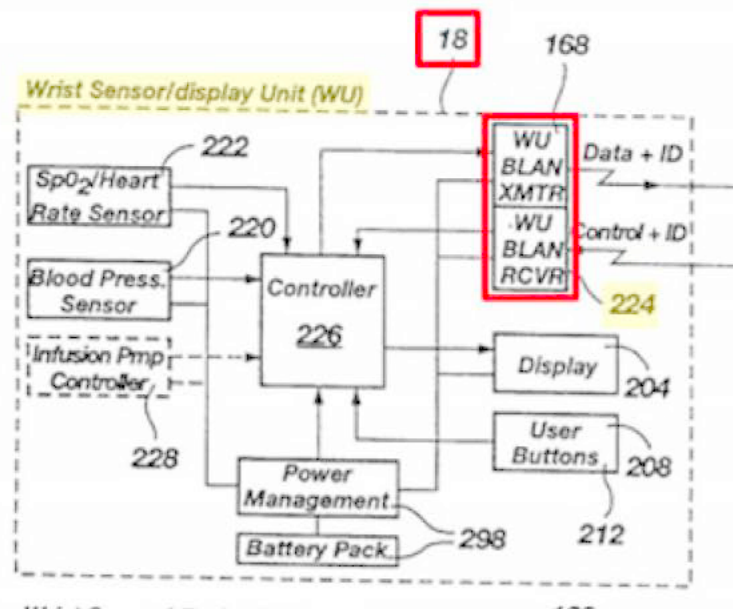 18
168
Wrist Sensor/display Unit (WU)
222
WU
BLAN
XMTR
Data + ID
SpO2/Heart
Rate Sensor
220
WU
BLAN
RCVR
Control + ID
Blood Press.
Sensor
Controller
226
224
Infusion Pmp
Controller
228
Display
204
User
Buttons
208
212
Power
Management
298
Battery Pack